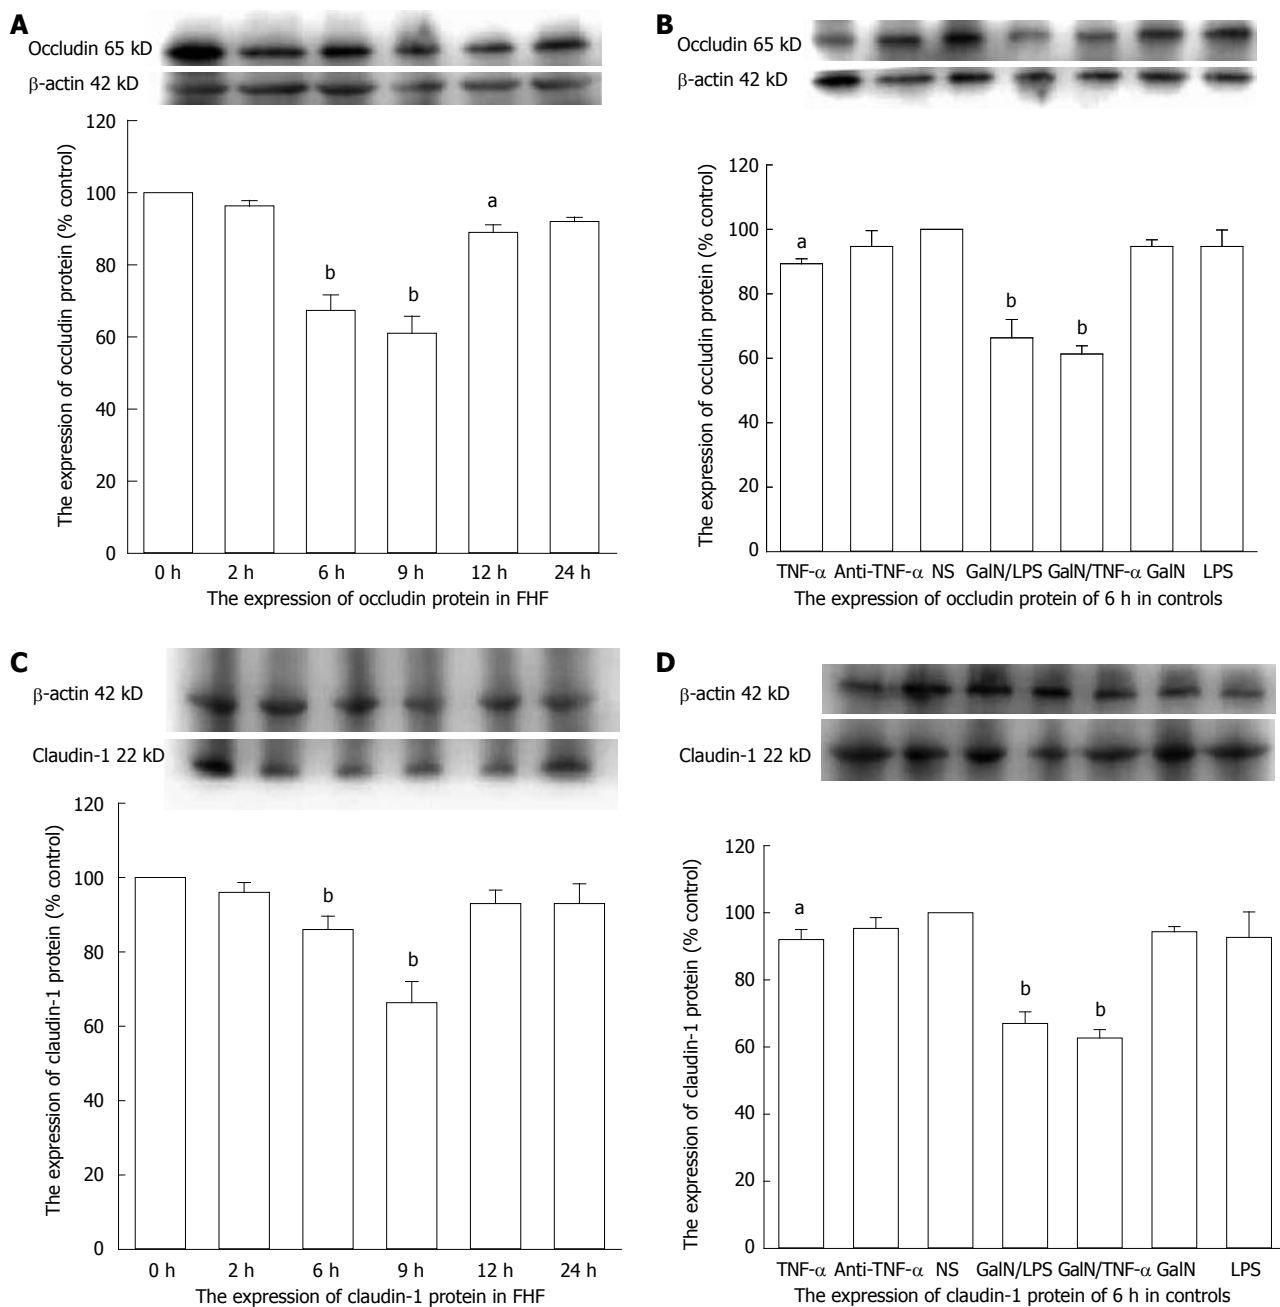 A
Occludin 65 kD
β-actin 42 kD
120
100
80
60
40
20
0
The expression of occludin protein (% control)
b
b
a
0 h 2 h 6 h 9 h 12 h 24 h
The expression of occludin protein in FHF
B
Occludin 65 kD
β-actin 42 kD
120
100
80
60
40
20
0
The expression of occludin protein (% control)
a
b
b
TNF-α Anti-TNF-α NS GalN/LPS GalN/TNF-α GalN LPS
The expression of occludin protein of 6 h in controls
C
β-actin 42 kD
Claudin-1 22 kD
120
100
80
60
40
20
0
The expression of claudin-1 protein (% control)
b
b
0 h 2 h 6 h 9 h 12 h 24 h
The expression of claudin-1 protein in FHF
D
β-actin 42 kD
Claudin-1 22 kD
120
100
80
60
40
20
0
The expression of claudin-1 protein (% control)
a
b
b
TNF-α Anti-TNF-α NS GalN/LPS GalN/TNF-α GalN LPS
The expression of claudin-1 protein of 6 h in controls